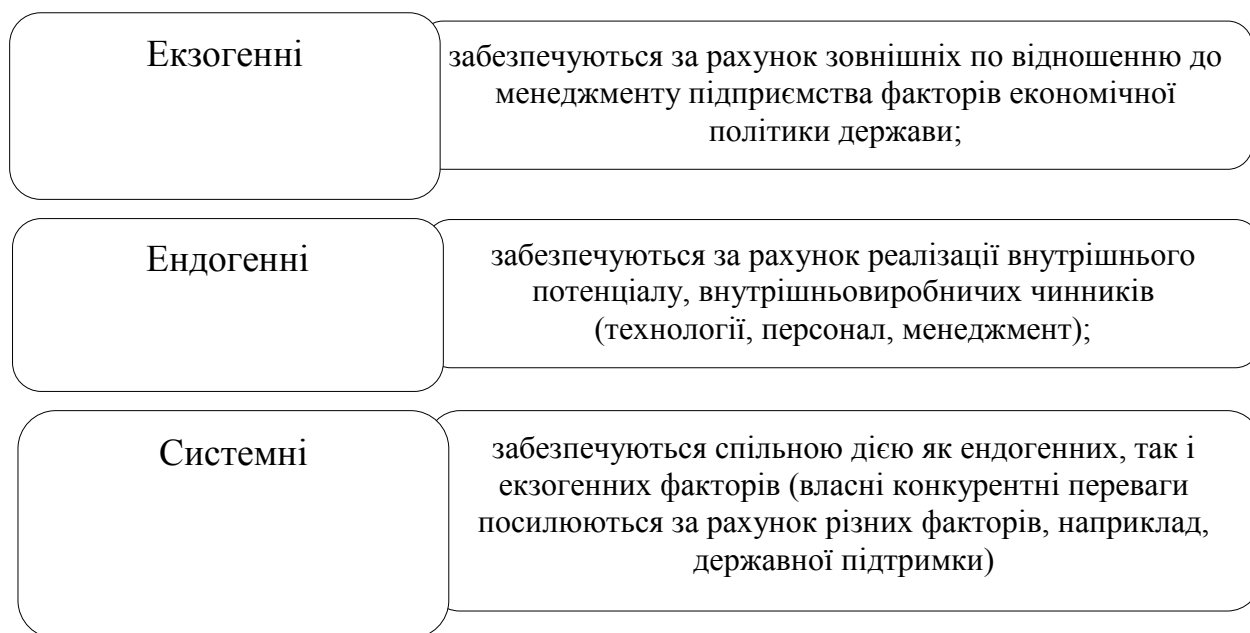 Екзогенні
забезпечуються за рахунок зовнішніх по відношенню до
менеджменту підприємства факторів економічної
політики держави;
Ендогенні
забезпечуються за рахунок реалізації внутрішнього
потенціалу, внутрішньовиробничих чинників
(технології, персонал, менеджмент);
Системні
забезпечуються спільною дією як ендогенних, так і
екзогенних факторів (власні конкурентні переваги
посилюються за рахунок різних факторів, наприклад,
державної підтримки)